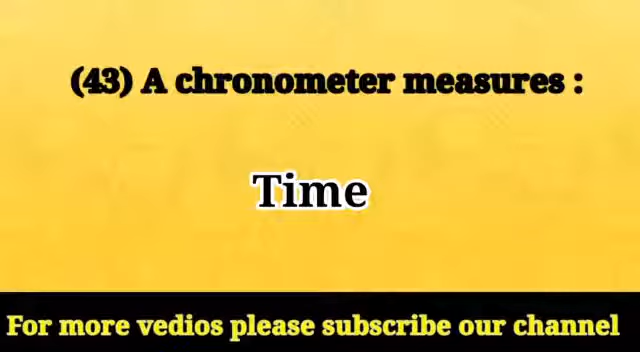 (43) A chronometer measures :
Time
For more vedios please subscribe our channel